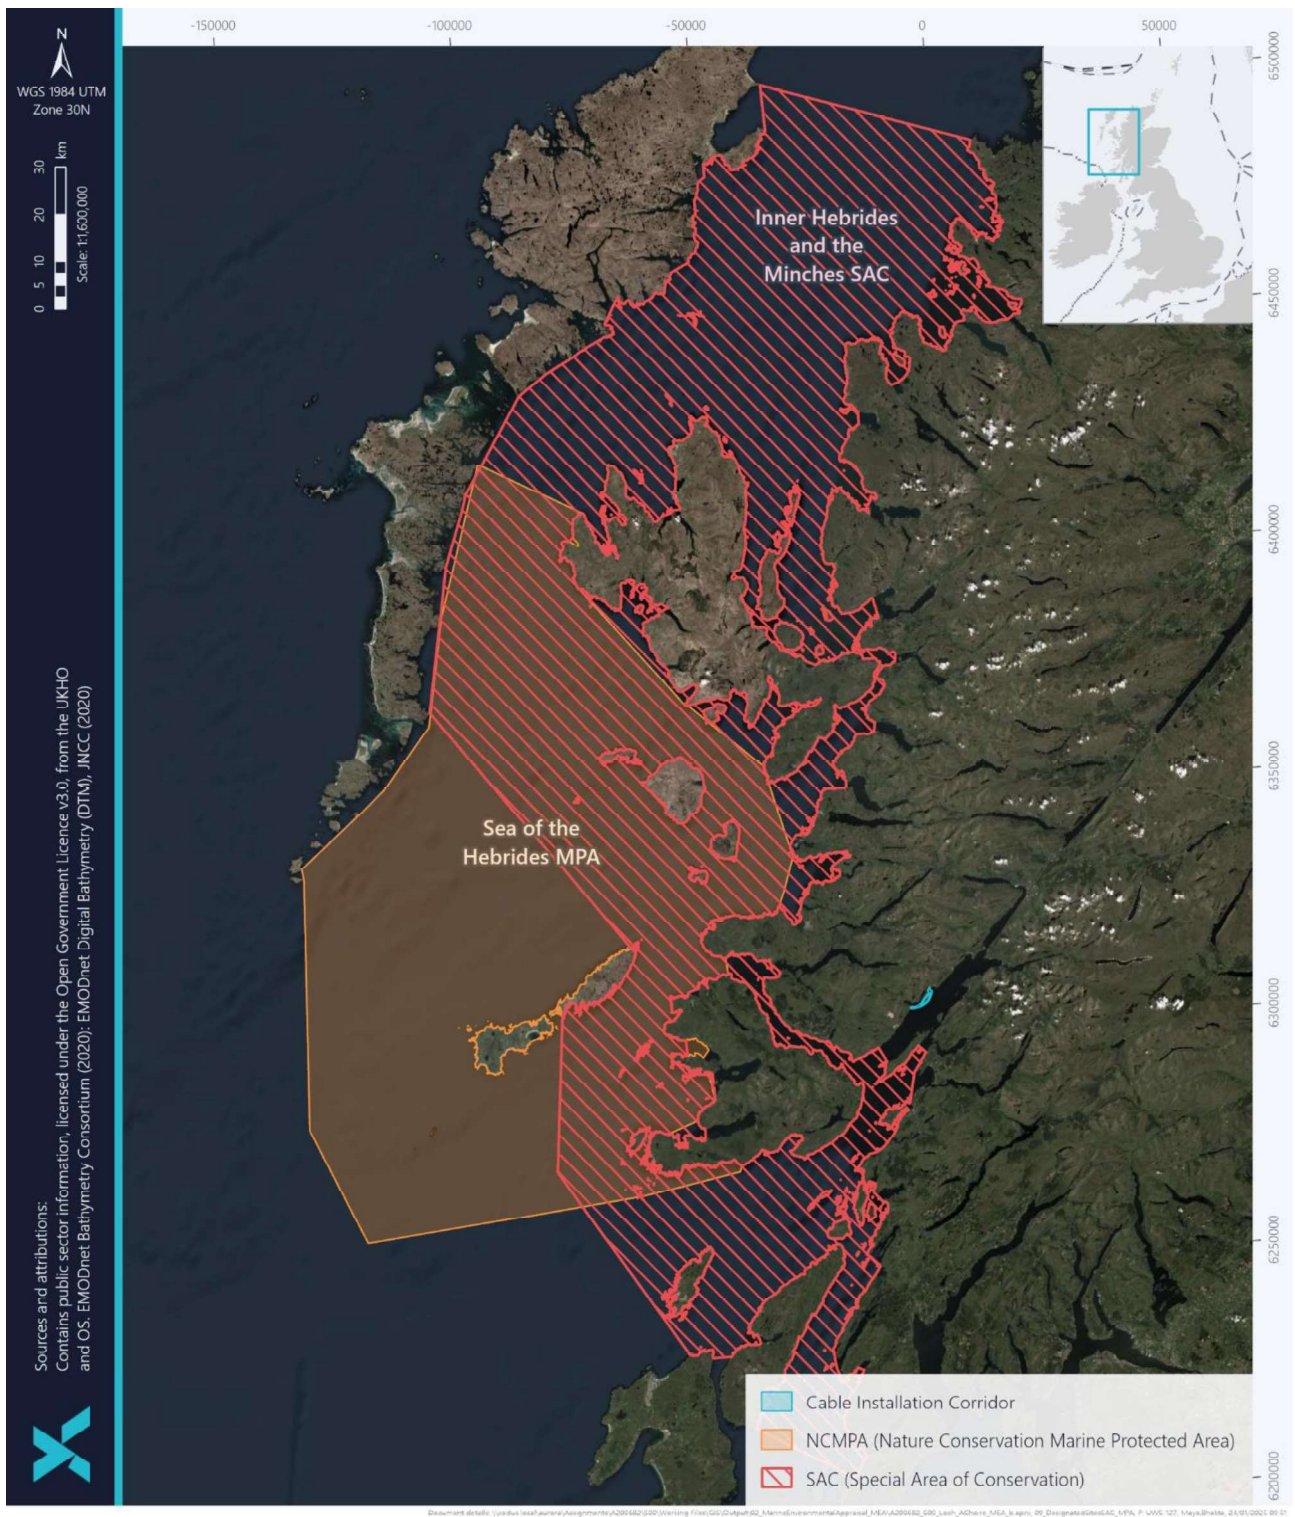 -150000
-100000
-50000
0
50000
N
WGS 1984 UTM
Zone 30N
0 5 10 20 30 km
Scale: 1:1,600,000
6500000
6450000
6400000
6350000
6300000
6250000
6200000
Inner Hebrides
and the
Minches SAC
Sea of the
Hebrides MPA
Sources and attributions:
Contains public sector information, licensed under the Open Government Licence v3.0, from the UKHO
and OS. EMODnet Bathymetry Consortium (2020): EMODnet Digital Bathymetry (DTM), JNCC (2020)
Cable Installation Corridor
NCMPA (Nature Conservation Marine Protected Area)
SAC (Special Area of Conservation)
Document details: